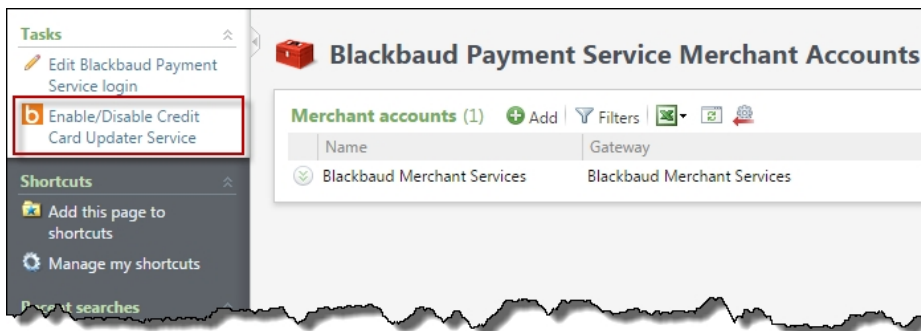 Tasks
Edit Blackbaud Payment
Service login
Enable/Disable Credit
Card Updater Service
Shortcuts
Add this page to
shortcuts
Manage my shortcuts
Recent searches
Blackbaud Payment Service Merchant Accounts
Merchant accounts (1) Add Filters
Name Gateway
Blackbaud Merchant Services Blackbaud Merchant Services